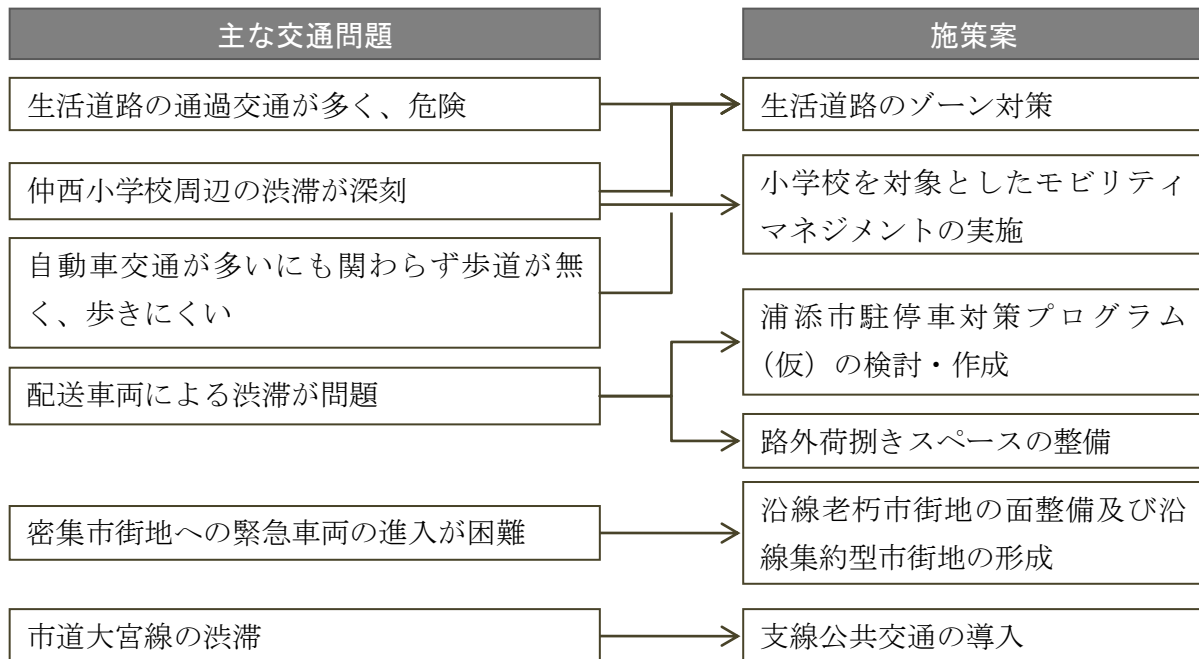 主な交通問題
施策案
生活道路の通過交通が多く、危険
生活道路のゾーン対策
仲西小学校周辺の渋滞が深刻
小学校を対象としたモビリティ
マネジメントの実施
自動車交通が多いにも関わらず歩道が無
く、歩きにくい
浦添市駐停車対策プログラム
（仮）の検討・作成
配送車両による渋滞が問題
路外荷捌きスペースの整備
密集市街地への緊急車両の進入が困難
沿線老朽市街地の面整備及び沿
線集約型市街地の形成
市道大宮線の渋滞
支線公共交通の導入